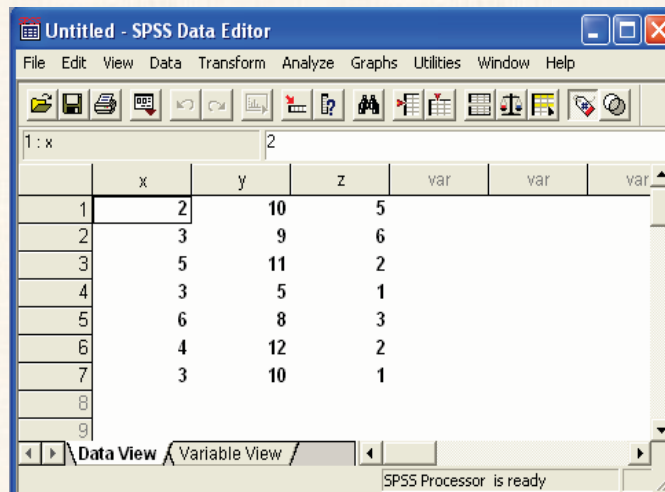 Untitled - SPSS Data Editor
File Edit View Data Transform Analyze Graphs Utilities Window Help
1 : x 2
x y z var var var
1 2 10 5
2 3 9 6
3 5 11 2
4 3 5 1
5 6 8 3
6 4 12 2
7 3 10 1
8
9
Data View Variable View
SPSS Processor is ready